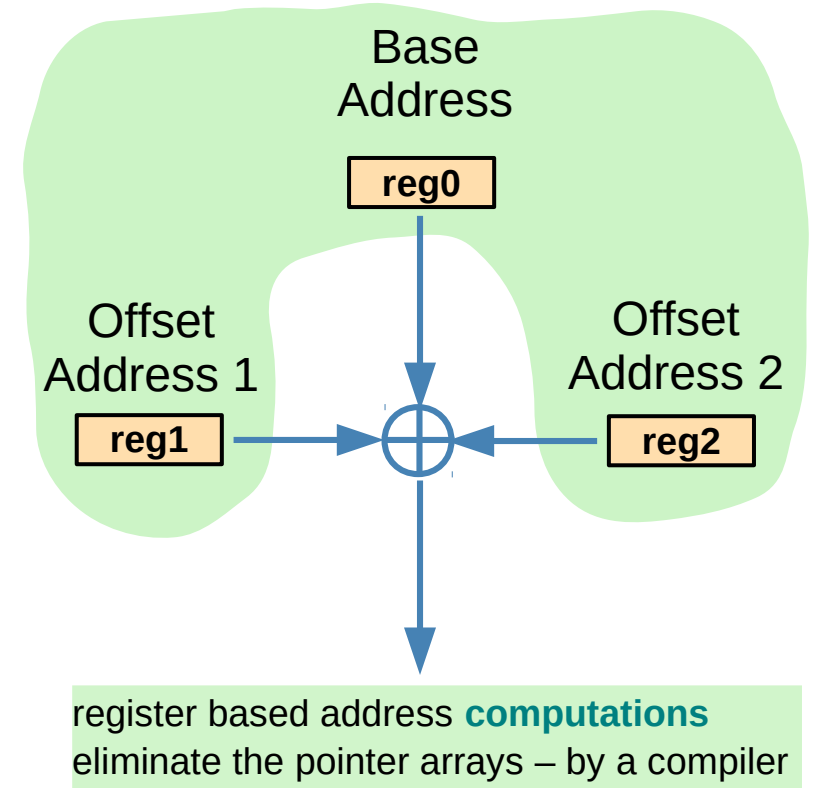 Base
Address
reg0
Offset
Address 1
reg1
Offset
Address 2
reg2
register based address computations
eliminate the pointer arrays – by a compiler